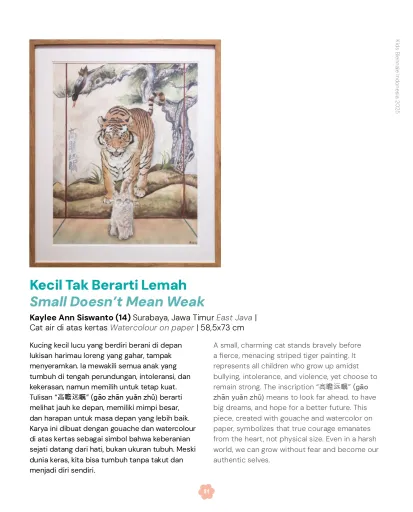 Kids Biennale Indonesia 2025
Kecil Tak Berarti Lemah
Small Doesn't Mean Weak
Kaylee Ann Siswanto (14) Surabaya, Jawa Timur East Java |
Cat air di atas kertas Watercolour on paper | 58,5x73 cm
Kucing kecil lucu yang berdiri berani di depan
lukisan harimau loreng yang gahar, tampak
menyeramkan. Ia mewakili semua anak yang
tumbuh di tengah perundungan, intoleransi, dan
kekerasan, namun memilih untuk tetap kuat.
Tulisan "高瞻远瞩" (gāo zhān yuǎn zhǔ) berarti
melihat jauh ke depan, memiliki mimpi besar,
dan harapan untuk masa depan yang lebih baik.
Karya ini dibuat dengan gouache dan watercolour
di atas kertas sebagai simbol bahwa keberanian
sejati datang dari hati, bukan ukuran tubuh. Meski
dunia keras, kita bisa tumbuh tanpa takut dan
menjadi diri sendiri.
A small, charming cat stands bravely before
a fierce, menacing striped tiger painting. It
represents all children who grow up amidst
bullying, intolerance, and violence, yet choose to
remain strong. The inscription "高瞻远瞩" (gāo
zhān yuǎn zhǔ) means to look far ahead, to have
big dreams, and hope for a better future. This
piece, created with gouache and watercolor on
paper, symbolizes that true courage emanates
from the heart, not physical size. Even in a harsh
world, we can grow without fear and become our
authentic selves.